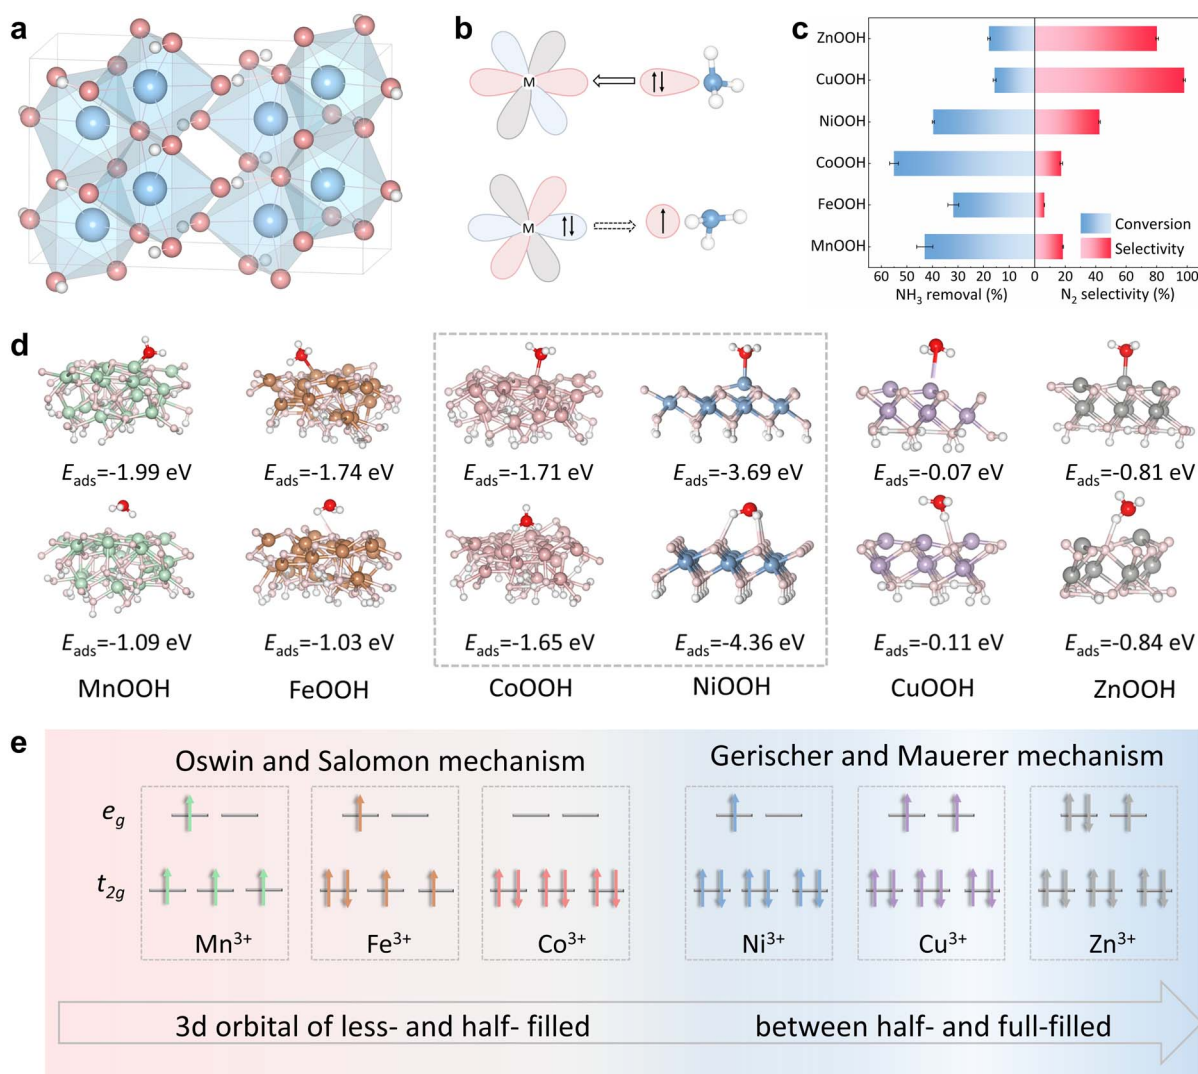 a
b
M
M
c
ZnOOH
CuOOH
NiOOH
CoOOH
FeOOH
MnOOH
Conversion
Selectivity
60 50 40 30 20 10 0 20 40 60 80 100
NH₃ removal (%) N₂ selectivity (%)
d
Eads=-1.99 eV Eads=-1.74 eV Eads=-1.71 eV Eads=-3.69 eV Eads=-0.07 eV Eads=-0.81 eV
Eads=-1.09 eV Eads=-1.03 eV Eads=-1.65 eV Eads=-4.36 eV Eads=-0.11 eV Eads=-0.84 eV
MnOOH FeOOH CoOOH NiOOH CuOOH ZnOOH
e
Oswin and Salomon mechanism Gerischer and Mauerer mechanism
eg
t2g
Mn³⁺ Fe³⁺ Co³⁺ Ni³⁺ Cu³⁺ Zn³⁺
3d orbital of less- and half- filled between half- and full-filled